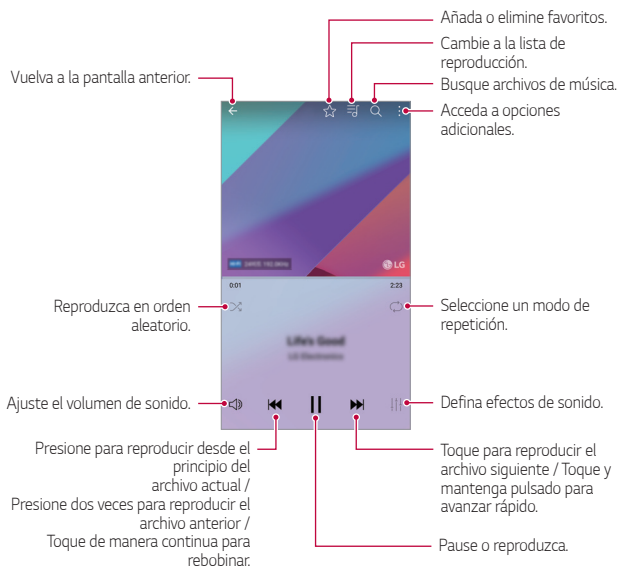 Añada o elimine favoritos.
Cambie a la lista de
reproducción.
Busque archivos de música.
Acceda a opciones
adicionales.
Vuelva a la pantalla anterior.
LG
0:01
2:23
Reproduzca en orden
aleatorio.
Seleccione un modo de
repetición.
Life's Good
LG Electronics
Ajuste el volumen de sonido.
Defina efectos de sonido.
Presione para reproducir desde el
principio del
archivo actual /
Presione dos veces para reproducir el
archivo anterior /
Toque de manera continua para
rebobinar.
Toque para reproducir el
archivo siguiente / Toque y
mantenga pulsado para
avanzar rápido.
Pause o reproduzca.